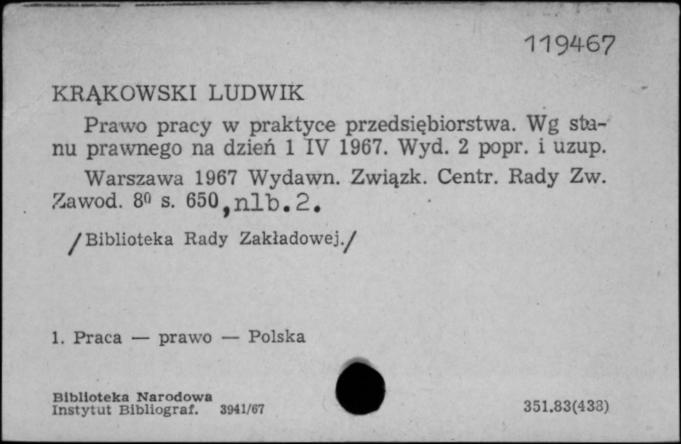 119467
KRĄKOWSKI LUDWIK
Prawo pracy w praktyce przedsiębiorstwa. Wg sta-
nu prawnego na dzień 1 IV 1967. Wyd. 2 popr. i uzup.
Warszawa 1967 Wydawn. Związk. Centr. Rady Zw.
Zawod. 8⁰ s. 650, nlb. 2.
/Biblioteka Rady Zakładowej./
1. Praca — prawo — Polska
Biblioteka Narodowa
Instytut Bibliograf. 3941/67
351.83(438)